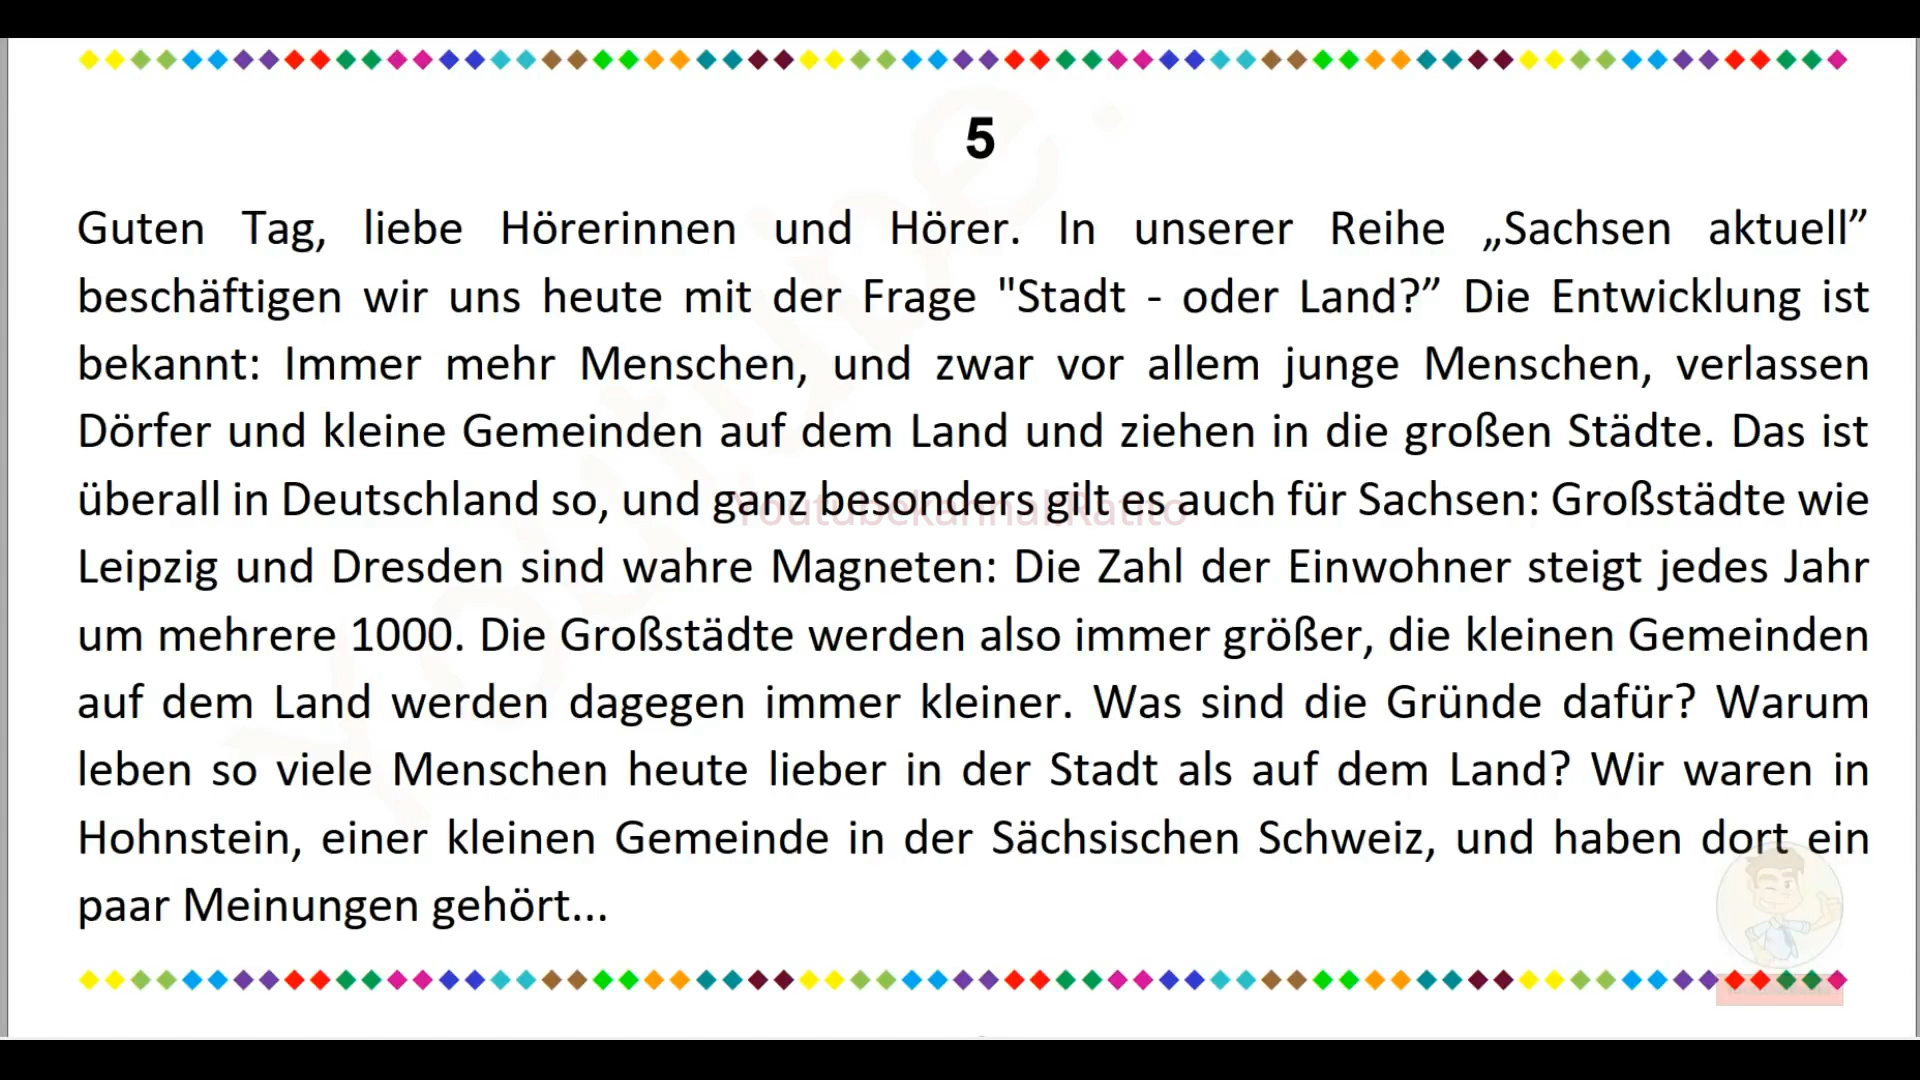 5
Guten Tag, liebe Hörerinnen und Hörer. In unserer Reihe „Sachsen aktuell”
beschäftigen wir uns heute mit der Frage "Stadt - oder Land?” Die Entwicklung ist
bekannt: Immer mehr Menschen, und zwar vor allem junge Menschen, verlassen
Dörfer und kleine Gemeinden auf dem Land und ziehen in die großen Städte. Das ist
überall in Deutschland so, und ganz besonders gilt es auch für Sachsen: Großstädte wie
Youtubekannal:Ratito
Leipzig und Dresden sind wahre Magneten: Die Zahl der Einwohner steigt jedes Jahr
um mehrere 1000. Die Großstädte werden also immer größer, die kleinen Gemeinden
auf dem Land werden dagegen immer kleiner. Was sind die Gründe dafür? Warum
leben so viele Menschen heute lieber in der Stadt als auf dem Land? Wir waren in
Hohnstein, einer kleinen Gemeinde in der Sächsischen Schweiz, und haben dort ein
paar Meinungen gehört...